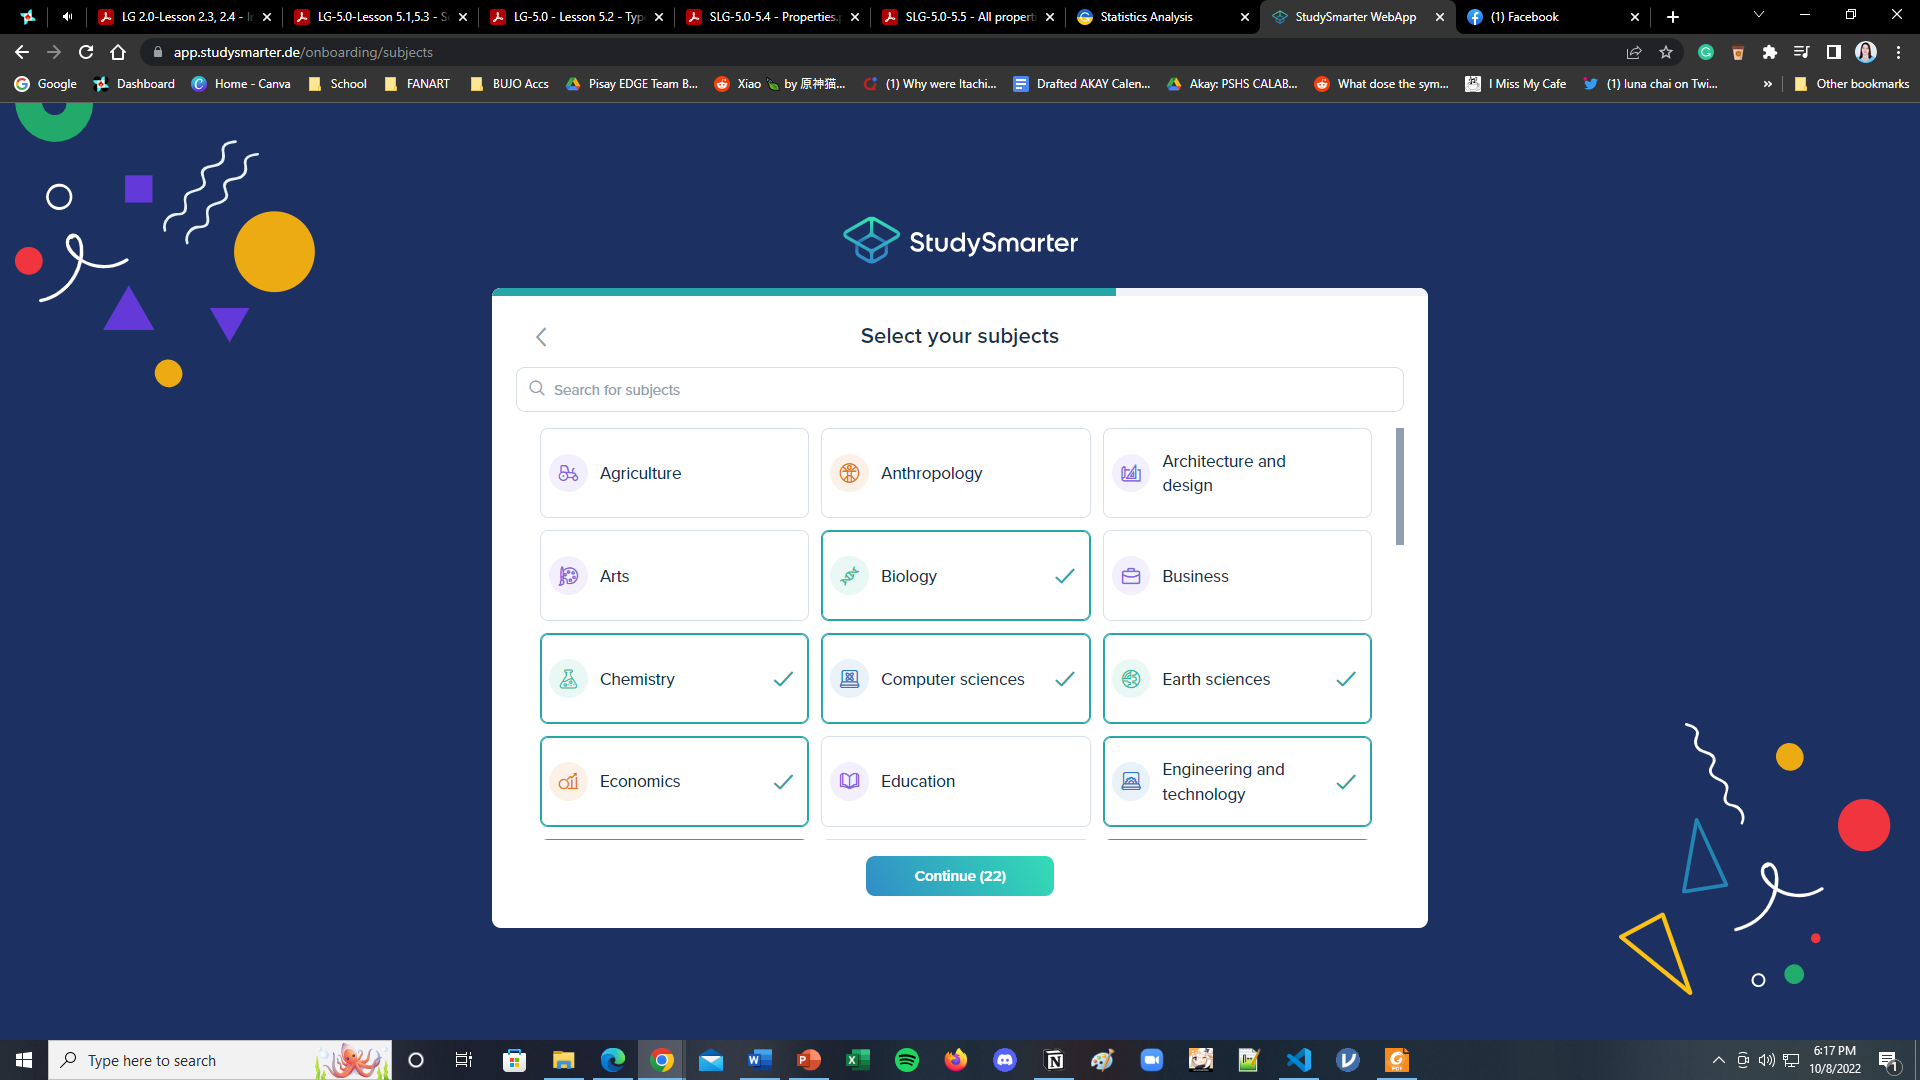 LG 2.0-Lesson 2.3, 2.4 - I
LG-5.0-Lesson 5.1,5.3 - S
LG-5.0 - Lesson 5.2 - Typ
SLG-5.0-5.4 - Properties.
SLG-5.0-5.5 - All propert
Statistics Analysis
StudySmarter WebApp
(1) Facebook
app.studysmarter.de/onboarding/subjects
Google
Dashboard
Home - Canva
School
FANART
BUJO Accs
Pisay EDGE Team B...
Xiao 🍃 by 原神猫...
(1) Why were Itachi...
Drafted AKAY Calen...
Akay: PSHS CALAB...
What dose the sym...
I Miss My Cafe
(1) luna chai on Twi...
»
Other bookmarks
StudySmarter
Select your subjects
Search for subjects
Agriculture
Anthropology
Architecture and
design
Arts
Biology
Business
Chemistry
Computer sciences
Earth sciences
Economics
Education
Engineering and
technology
Continue (22)
Type here to search
6:17 PM
10/8/2022
1